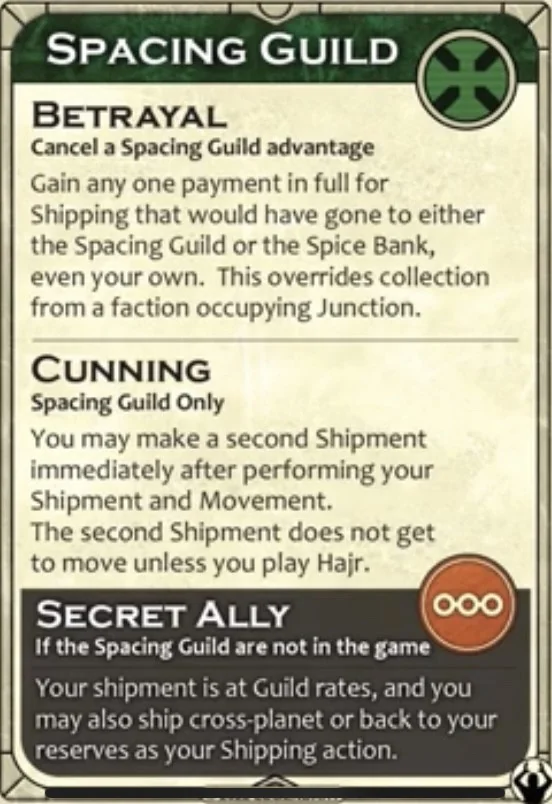 SPACING GUILD
BETRAYAL
Cancel a Spacing Guild advantage
Gain any one payment in full for
Shipping that would have gone to either
the Spacing Guild or the Spice Bank,
even your own. This overrides collection
from a faction occupying Junction.
CUNNING
Spacing Guild Only
You may make a second Shipment
immediately after performing your
Shipment and Movement.
The second Shipment does not get
to move unless you play Hajr.
SECRET ALLY
If the Spacing Guild are not in the game
Your shipment is at Guild rates, and you
may also ship cross-planet or back to your
reserves as your Shipping action.